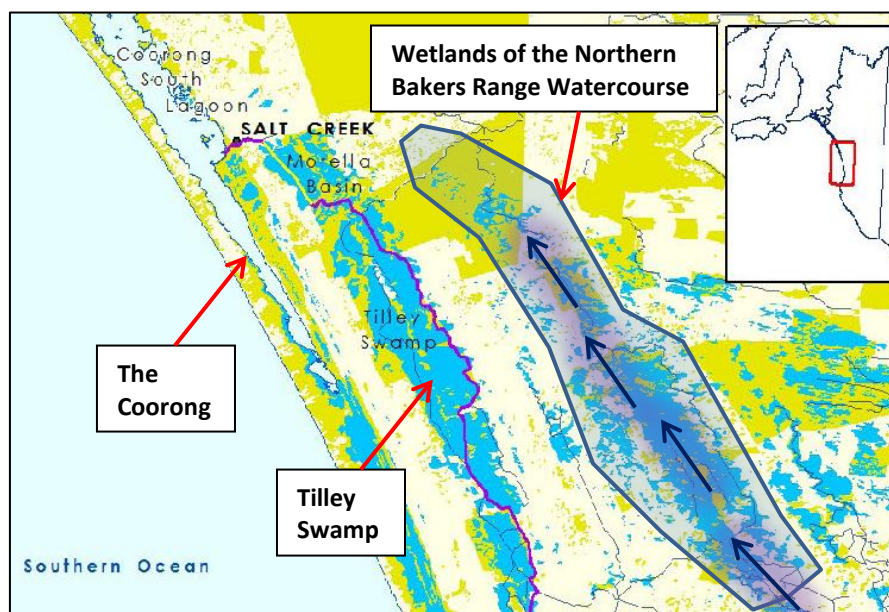 Coorong
South
Lagoon
SALT CREEK
Morella
Basin
Wetlands of the Northern
Bakers Range Watercourse
Tilley
Swamp
The
Coorong
Tilley
Swamp
Southern Ocean